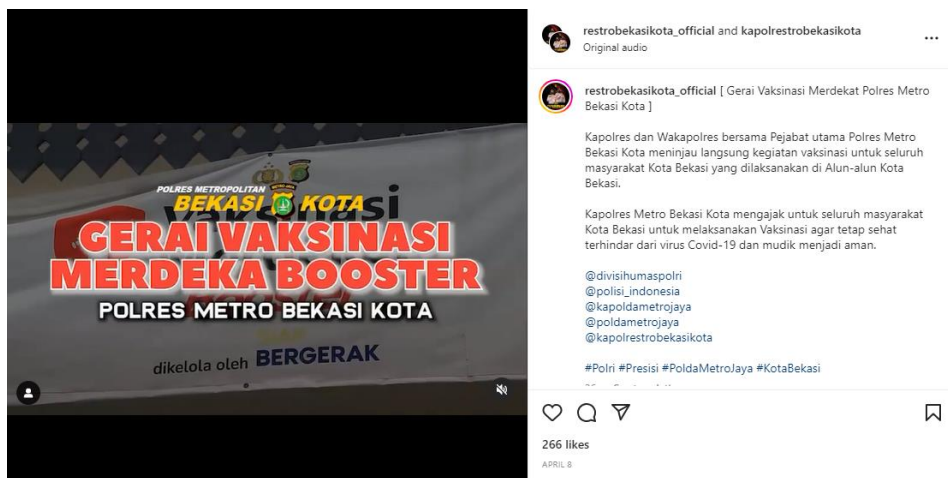 POLRES METROPOLITAN
BEKASI KOTA
vaksinasi
GERAI VAKSINASI
MERDEKA BOOSTER
POLRES METRO BEKASI KOTA
dikelola oleh BERGERAK
restrobekasikota_official and kapolrestrobekasikota
Original audio
restrobekasikota_official [ Gerai Vaksinasi Merdekat Polres Metro
Bekasi Kota ]
Kapolres dan Wakapolres bersama Pejabat utama Polres Metro
Bekasi Kota meninjau langsung kegiatan vaksinasi untuk seluruh
masyarakat Kota Bekasi yang dilaksanakan di Alun-alun Kota
Bekasi.
Kapolres Metro Bekasi Kota mengajak untuk seluruh masyarakat
Kota Bekasi untuk melaksanakan Vaksinasi agar tetap sehat
terhindar dari virus Covid-19 dan mudik menjadi aman.
@divisihumaspolri
@polisi_indonesia
@kapoldametrojaya
@poldametrojaya
@kapolrestrobekasikota
#Polri #Presisi #PoldaMetroJaya #KotaBekasi
266 likes
APRIL 8